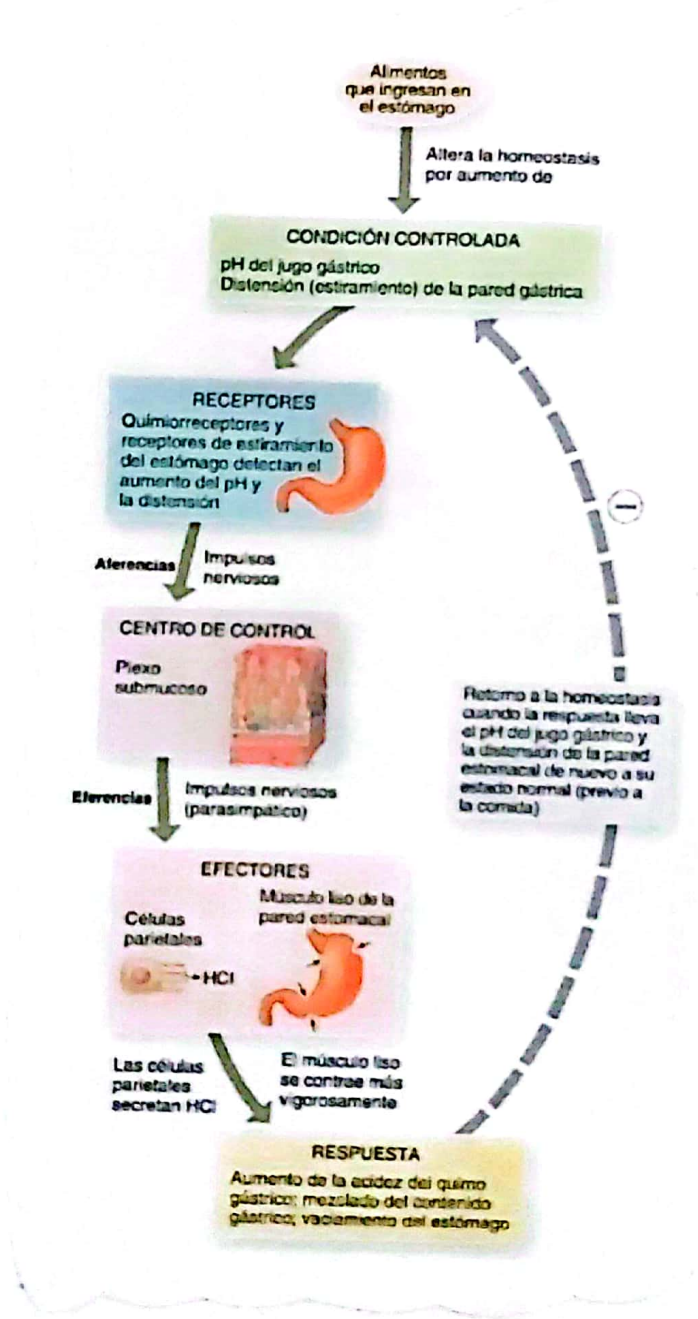 Alimentos
que ingresan en
el estómago
Altera la homeostasis
por aumento de
CONDICIÓN CONTROLADA
pH del jugo gástrico
Distensión (estiramiento) de la pared gástrica
RECEPTORES
Quimiorreceptores y
receptores de estiramiento
del estómago detectan el
aumento del pH y
la distensión
Aferencias
Impulsos
nerviosos
CENTRO DE CONTROL
Plexo
submucoso
Eferencias
Impulsos nerviosos
(parasimpático)
EFECTORES
Células
parietales
HCl
Músculo liso de la
pared estomacal
Las células
parietales
secretan HCl
El músculo liso
se contrae más
vigorosamente
RESPUESTA
Aumento de la acidez del quimo
gástrico; mezclado del contenido
gástrico; vaciamiento del estómago
−
Retorno a la homeostasis
cuando la respuesta lleva
el pH del jugo gástrico y
la distensión de la pared
estomacal de nuevo a su
estado normal (previo a
la comida)